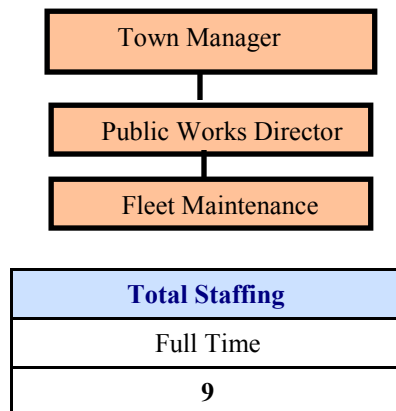 Town Manager
Public Works Director
Fleet Maintenance
Total Staffing
Full Time
9